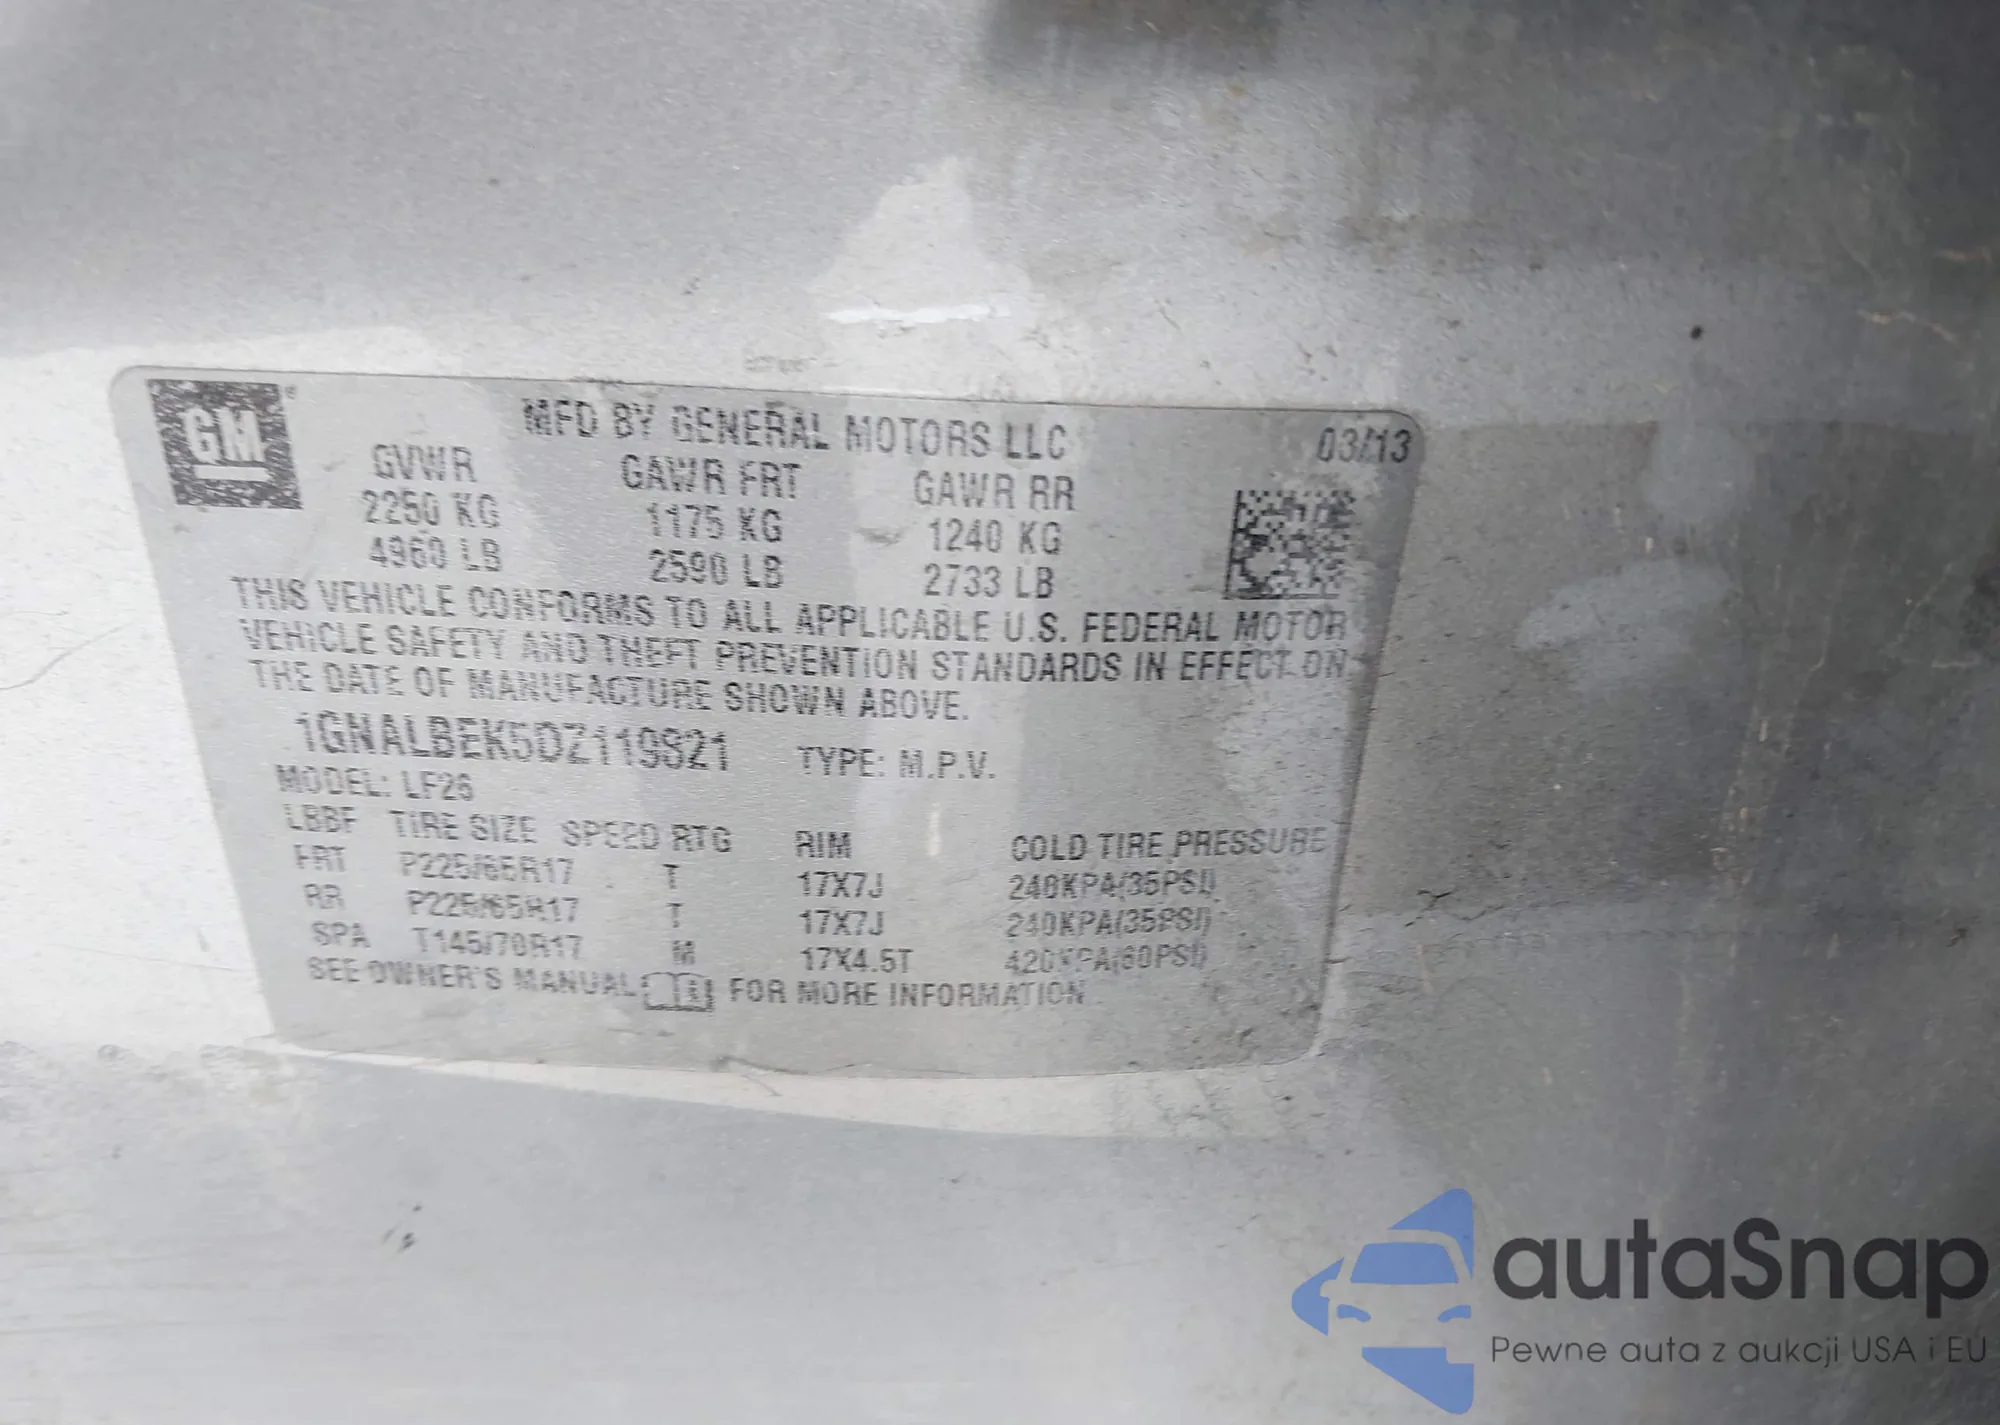 GM
MFD BY GENERAL MOTORS LLC 03/13
GVWR GAWR FRT GAWR RR
2250 KG 1175 KG 1240 KG
4960 LB 2590 LB 2733 LB
THIS VEHICLE CONFORMS TO ALL APPLICABLE U.S. FEDERAL MOTOR
VEHICLE SAFETY AND THEFT PREVENTION STANDARDS IN EFFECT ON
THE DATE OF MANUFACTURE SHOWN ABOVE.
TYPE: M.P.V.
MODEL: LF26
TIRE SIZE SPEED RTG RIM COLD TIRE PRESSURE
FRT P225/65R17 T 17X7J 240KPA(35PSI)
RR P225/65R17 T 17X7J 240KPA(35PSI)
SPA T145/70R17 M 17X4.5T 420KPA(60PSI)
SEE OWNER'S MANUAL FOR MORE INFORMATION
autaSnap
Pewne auta z aukcji USA i EU